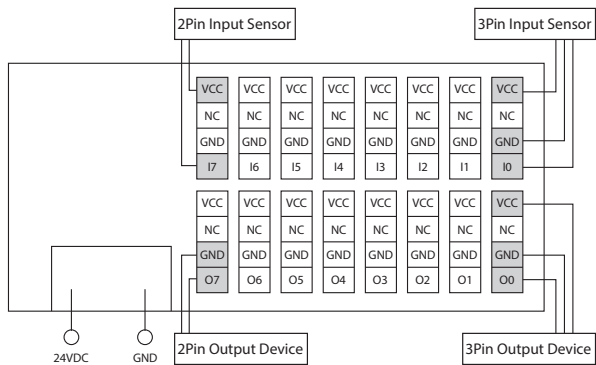 2Pin Input Sensor 3Pin Input Sensor
VCC VCC VCC VCC VCC VCC VCC VCC
NC NC NC NC NC NC NC NC
GND GND GND GND GND GND GND GND
I7 I6 I5 I4 I3 I2 I1 I0
VCC VCC VCC VCC VCC VCC VCC VCC
NC NC NC NC NC NC NC NC
GND GND GND GND GND GND GND GND
O7 O6 O5 O4 O3 O2 O1 O0
24VDC GND 2Pin Output Device 3Pin Output Device